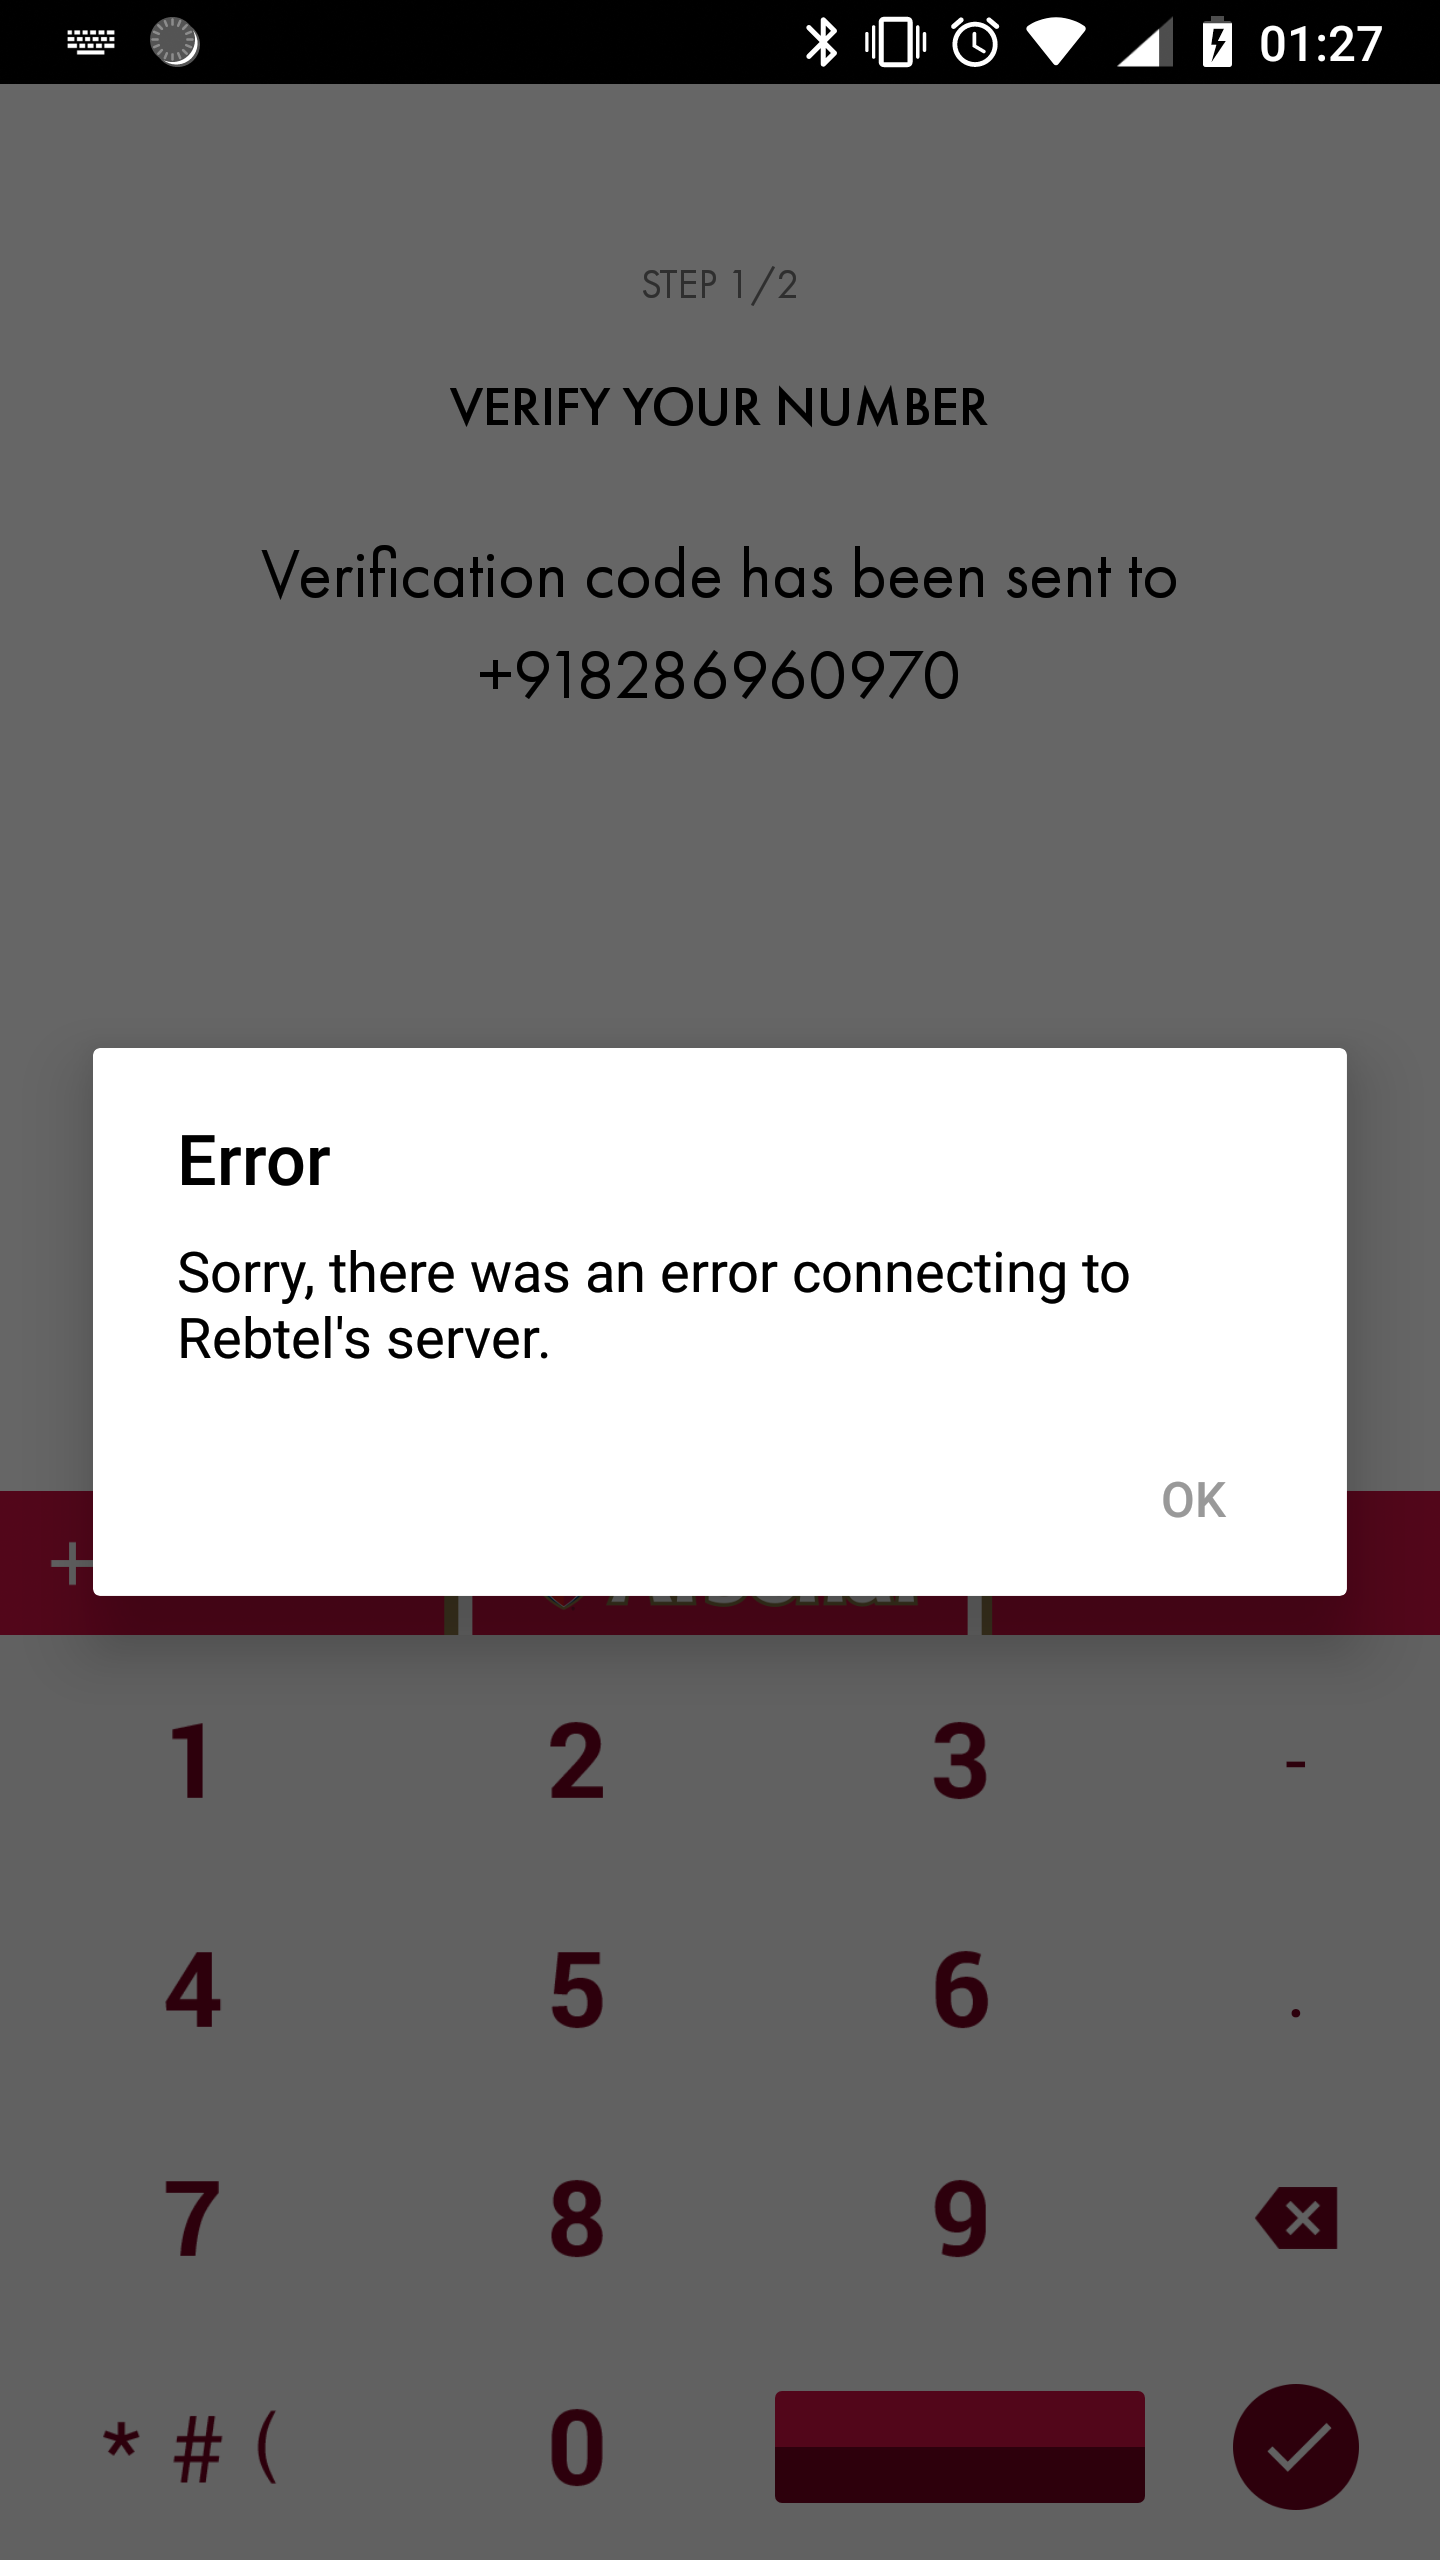 01:27
STEP 1/2
VERIFY YOUR NUMBER
Verification code has been sent to
+918286960970
Error
Sorry, there was an error connecting to
Rebtel's server.
OK
+
Arsenal
1 2 3 -
4 5 6 .
7 8 9
* # ( 0